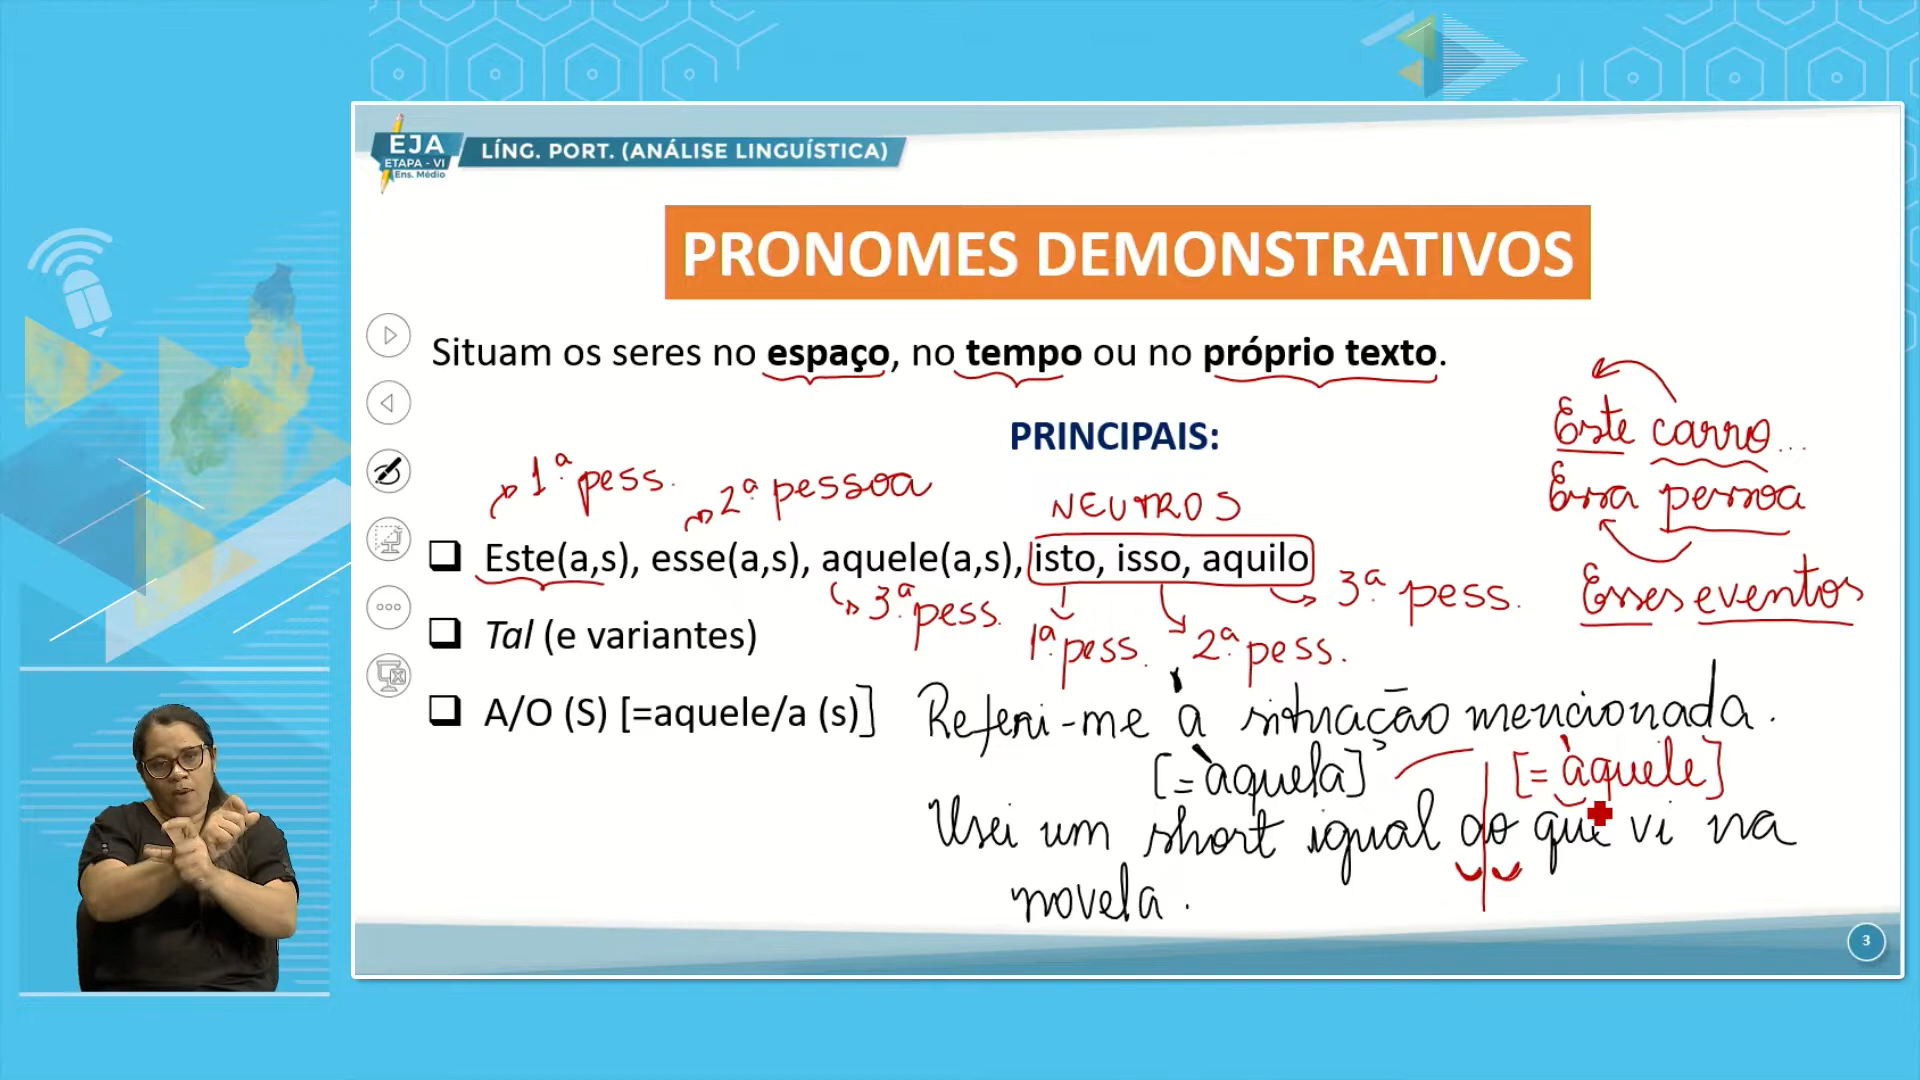 EJA
ETAPA - VI
Ens. Médio
LÍNG. PORT. (ANÁLISE LINGUÍSTICA)
PRONOMES DEMONSTRATIVOS
Situam os seres no espaço, no tempo ou no próprio texto.
PRINCIPAIS:
Este carro...
Essa pessoa
Esses eventos
1ª pess.
2ª pessoa
NEUTROS
Este(a,s), esse(a,s), aquele(a,s), isto, isso, aquilo
3ª pess.
1ª pess.
2ª pess.
3ª pess.
Tal (e variantes)
A/O (S) [=aquele/a (s)]
Referi-me à situação mencionada.
[=àquela]
[=àquele]
Usei um short igual ao que vi na
novela.
3